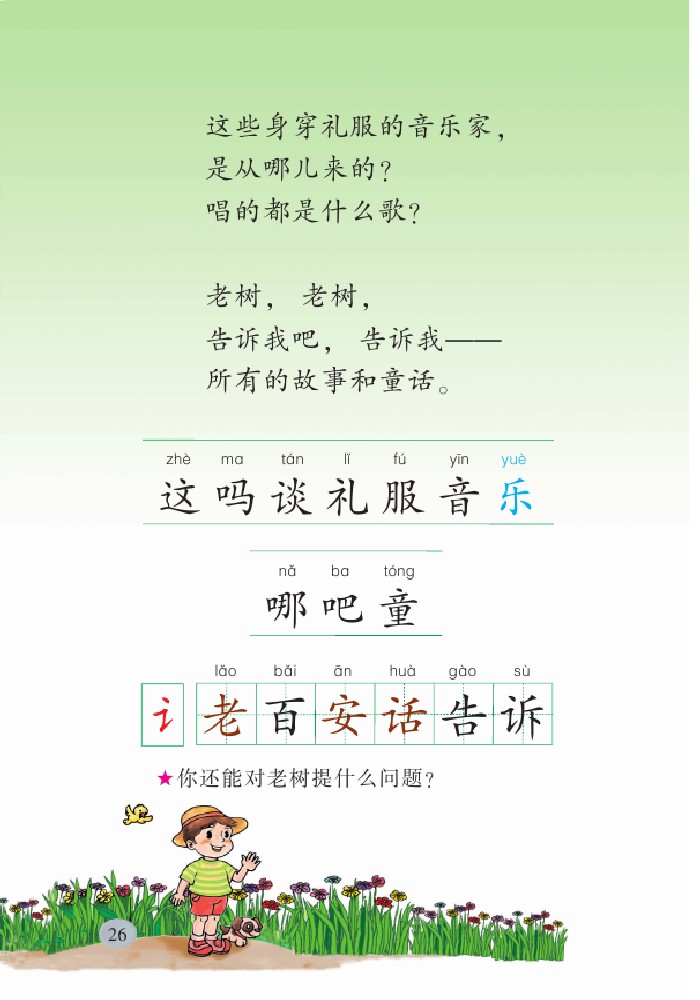 这些身穿礼服的音乐家，
是从哪儿来的？
唱的都是什么歌？
老树， 老树，
告诉我吧， 告诉我——
所有的故事和童话。
zhè ma tán lǐ fú yīn yuè
这 吗 谈 礼 服 音 乐
nǎ ba tóng
哪 吧 童
lǎo bǎi ān huà gào sù
讠 老 百 安 话 告 诉
★你还能对老树提什么问题？
26